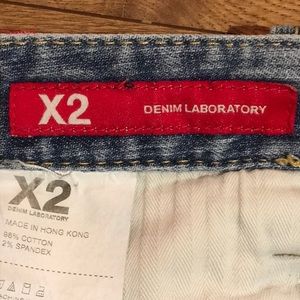 X2 DENIM LABORATORY
X2
DENIM LABORATORY
MADE IN HONG KONG
98% COTTON
2% SPANDEX